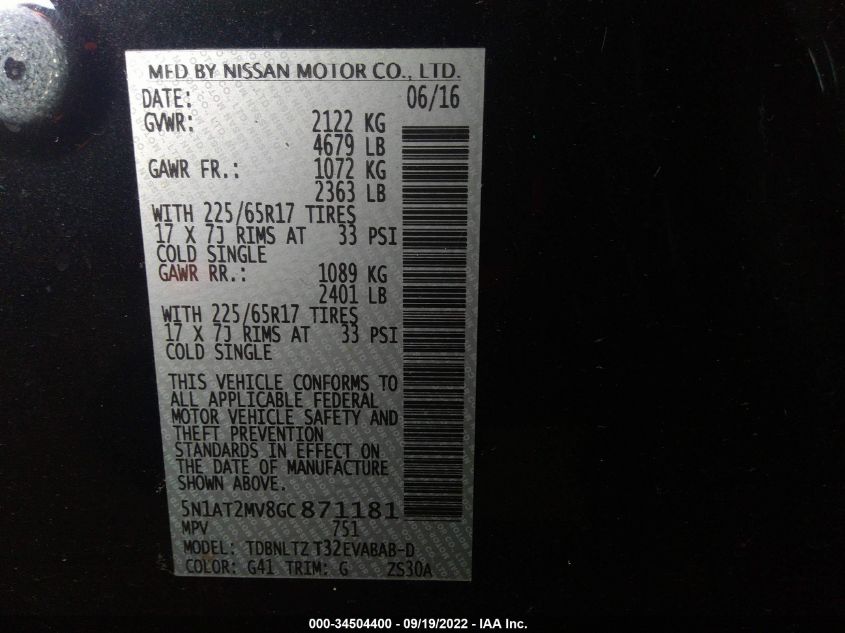 MFD BY NISSAN MOTOR CO., LTD.
DATE: 06/16
GVWR: 2122 KG
4679 LB
GAWR FR.: 1072 KG
2363 LB
WITH 225/65R17 TIRES
17 X 7J RIMS AT 33 PSI
COLD SINGLE
GAWR RR.: 1089 KG
2401 LB
WITH 225/65R17 TIRES
17 X 7J RIMS AT 33 PSI
COLD SINGLE
THIS VEHICLE CONFORMS TO
ALL APPLICABLE FEDERAL
MOTOR VEHICLE SAFETY AND
THEFT PREVENTION
STANDARDS IN EFFECT ON
THE DATE OF MANUFACTURE
SHOWN ABOVE.
5N1AT2MV8GC871181
MPV 751
MODEL: TDBNLTZ T32EVABAB-D
COLOR: G41 TRIM: G ZS30A
000-34504400 - 09/19/2022 - IAA Inc.